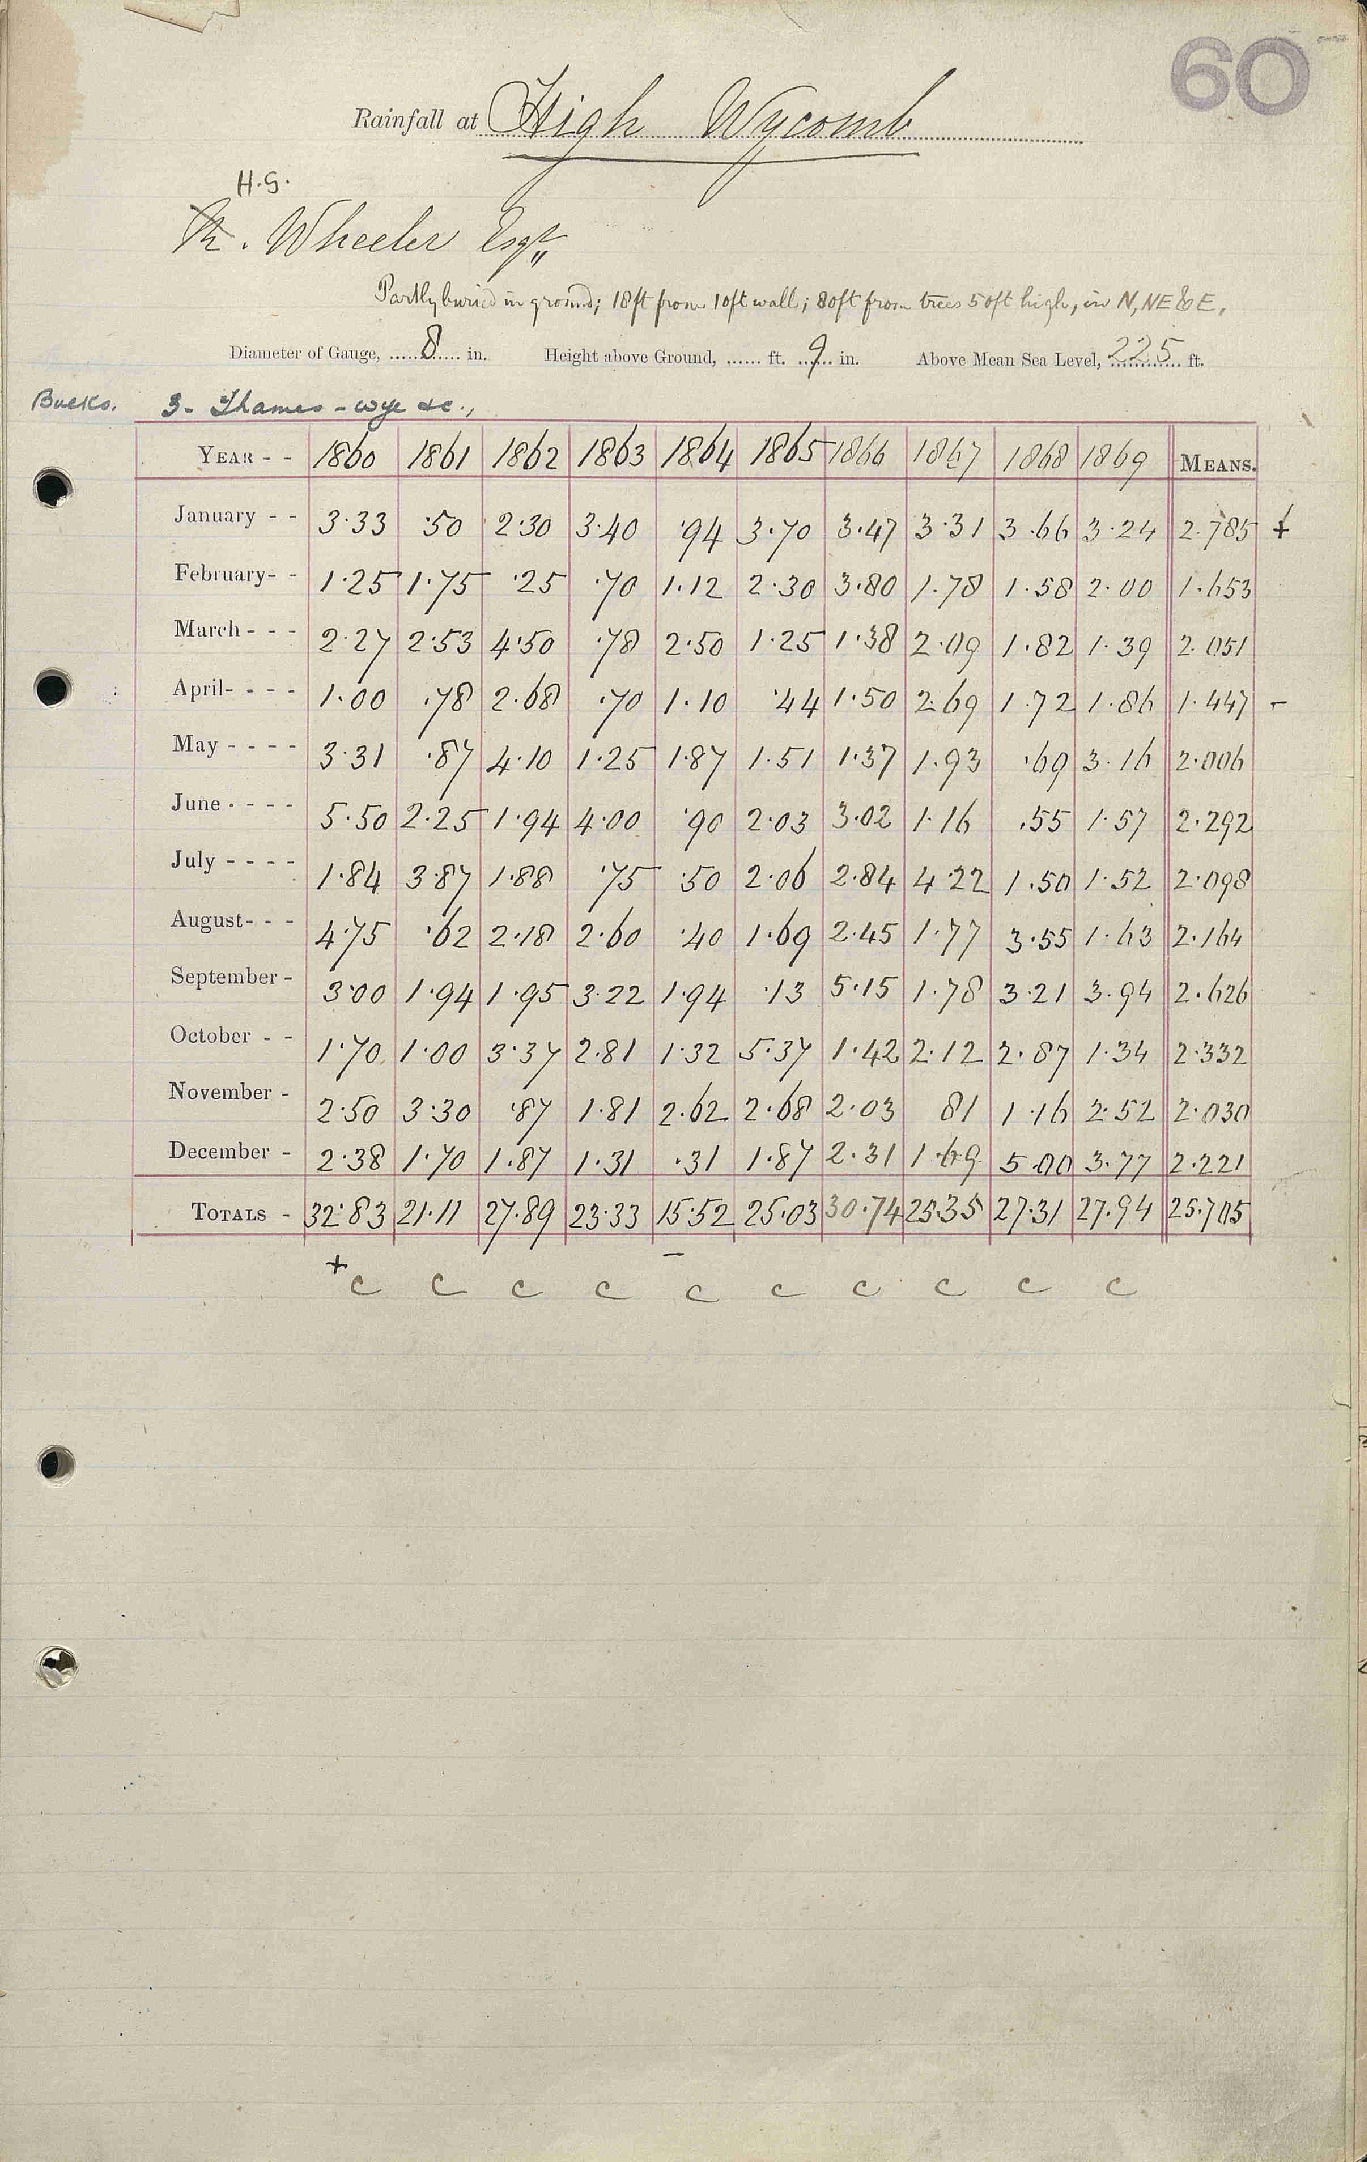 60
Rainfall at High Wycomb
H.G.
R. Wheeler Esqr
Partly buried in ground; 18ft from 10ft wall; 80ft from trees 50ft high, in N, NE & E.
Diameter of Gauge, 8 in. Height above Ground, ft. 9 in. Above Mean Sea Level, 225 ft.
Bucks. 3 - Thames - Wye &c.,
YEAR - - 1860 1861 1862 1863 1864 1865 1866 1867 1868 1869 MEANS.
January - - 3.33 .50 2.30 3.40 .94 3.70 3.47 3.31 3.66 3.24 2.785 +
February - - 1.25 1.75 .25 .70 1.12 2.30 3.80 1.78 1.58 2.00 1.653
March - - - 2.27 2.53 4.50 .78 2.50 1.25 1.38 2.09 1.82 1.39 2.051
April - - - - 1.00 .78 2.68 .70 1.10 .44 1.50 2.69 1.72 1.86 1.447 -
May - - - - 3.31 .87 4.10 1.25 1.87 1.51 1.37 1.93 .69 3.16 2.006
June - - - - 5.50 2.25 1.94 4.00 .90 2.03 3.02 1.16 .55 1.57 2.292
July - - - - 1.84 3.87 1.88 .75 .50 2.06 2.84 4.22 1.50 1.52 2.098
August - - - 4.75 .62 2.18 2.60 .40 1.69 2.45 1.77 3.55 1.63 2.164
September - 3.00 1.94 1.95 3.22 1.94 .13 5.15 1.78 3.21 3.94 2.626
October - - 1.70 1.00 3.37 2.81 1.32 5.37 1.42 2.12 2.87 1.34 2.332
November - 2.50 3.30 .87 1.81 2.62 2.68 2.03 81 1.16 2.52 2.030
December - 2.38 1.70 1.87 1.31 .31 1.87 2.31 1.69 5.00 3.77 2.221
TOTALS - 32.83 21.11 27.89 23.33 15.52 25.03 30.74 25.35 27.31 27.94 25.705
+ -
c c c c c c c c c c